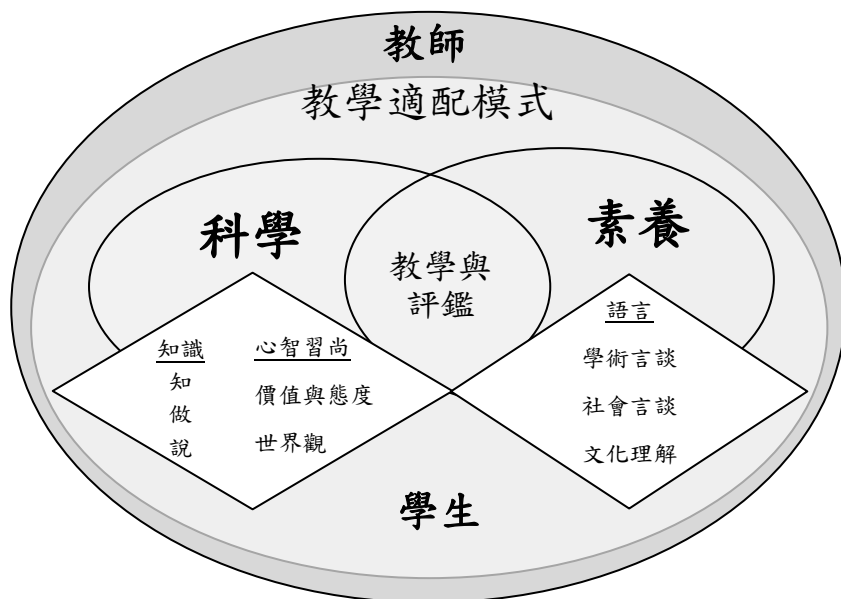 教師
教學適配模式
科學
素養
教學與
評鑑
知識
知
做
說
心智習尚
價值與態度
世界觀
語言
學術言談
社會言談
文化理解
學生